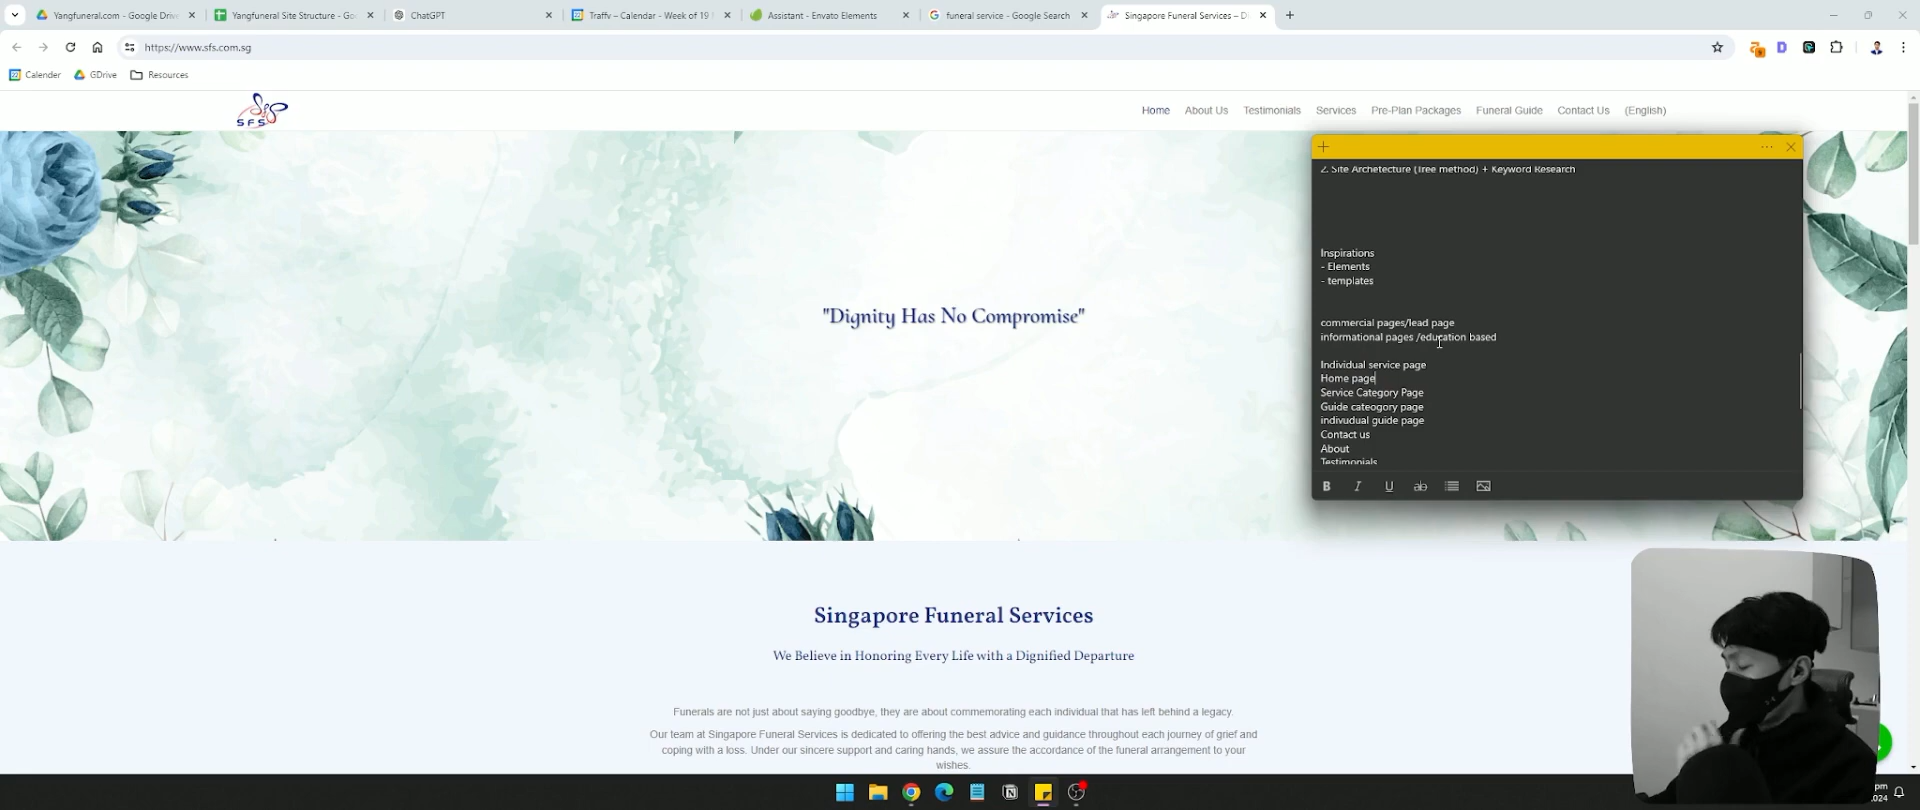 Yangfuneral.com - Google Driv
Yangfuneral Site Structure - Goo
ChatGPT
Traffv – Calendar - Week of 19
Assistant - Envato Elements
funeral service - Google Search
Singapore Funeral Services – D
https://www.sfs.com.sg
Calender
GDrive
Resources
SFS
Home
About Us
Testimonials
Services
Pre-Plan Packages
Funeral Guide
Contact Us
(English)
"Dignity Has No Compromise"
2. Site Archetecture (Tree method) + Keyword Research
Inspirations
- Elements
- templates
commercial pages/lead page
informational pages /education based
Individual service page
Home page
Service Category Page
Guide cateogory page
indivudual guide page
Contact us
About
Testimonials
B I U ab
Singapore Funeral Services
We Believe in Honoring Every Life with a Dignified Departure
Funerals are not just about saying goodbye, they are about commemorating each individual that has left behind a legacy.
Our team at Singapore Funeral Services is dedicated to offering the best advice and guidance throughout each journey of grief and
coping with a loss. Under our sincere support and caring hands, we assure the accordance of the funeral arrangement to your
wishes.
pm
024